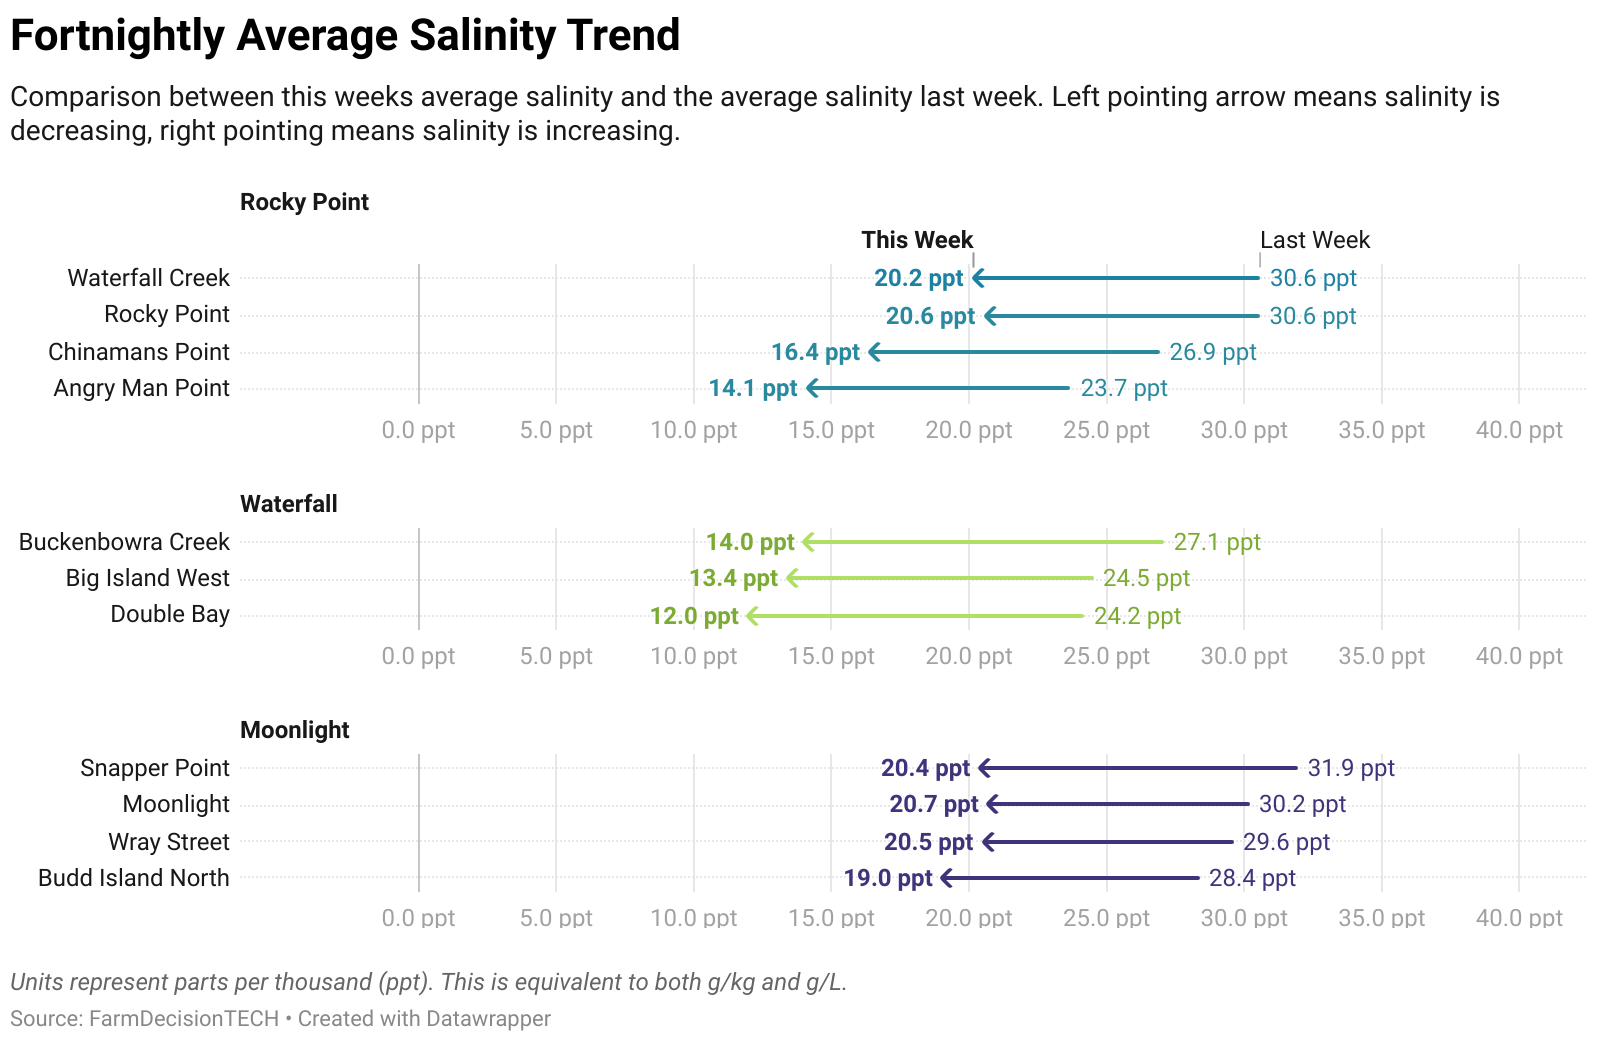 Fortnightly Average Salinity Trend
Comparison between this weeks average salinity and the average salinity last week. Left pointing arrow means salinity is
decreasing, right pointing means salinity is increasing.
Rocky Point
This Week Last Week
Waterfall Creek 20.2 ppt 30.6 ppt
Rocky Point 20.6 ppt 30.6 ppt
Chinamans Point 16.4 ppt 26.9 ppt
Angry Man Point 14.1 ppt 23.7 ppt
0.0 ppt 5.0 ppt 10.0 ppt 15.0 ppt 20.0 ppt 25.0 ppt 30.0 ppt 35.0 ppt 40.0 ppt
Waterfall
Buckenbowra Creek 14.0 ppt 27.1 ppt
Big Island West 13.4 ppt 24.5 ppt
Double Bay 12.0 ppt 24.2 ppt
0.0 ppt 5.0 ppt 10.0 ppt 15.0 ppt 20.0 ppt 25.0 ppt 30.0 ppt 35.0 ppt 40.0 ppt
Moonlight
Snapper Point 20.4 ppt 31.9 ppt
Moonlight 20.7 ppt 30.2 ppt
Wray Street 20.5 ppt 29.6 ppt
Budd Island North 19.0 ppt 28.4 ppt
0.0 ppt 5.0 ppt 10.0 ppt 15.0 ppt 20.0 ppt 25.0 ppt 30.0 ppt 35.0 ppt 40.0 ppt
Units represent parts per thousand (ppt). This is equivalent to both g/kg and g/L.
Source: FarmDecisionTECH • Created with Datawrapper